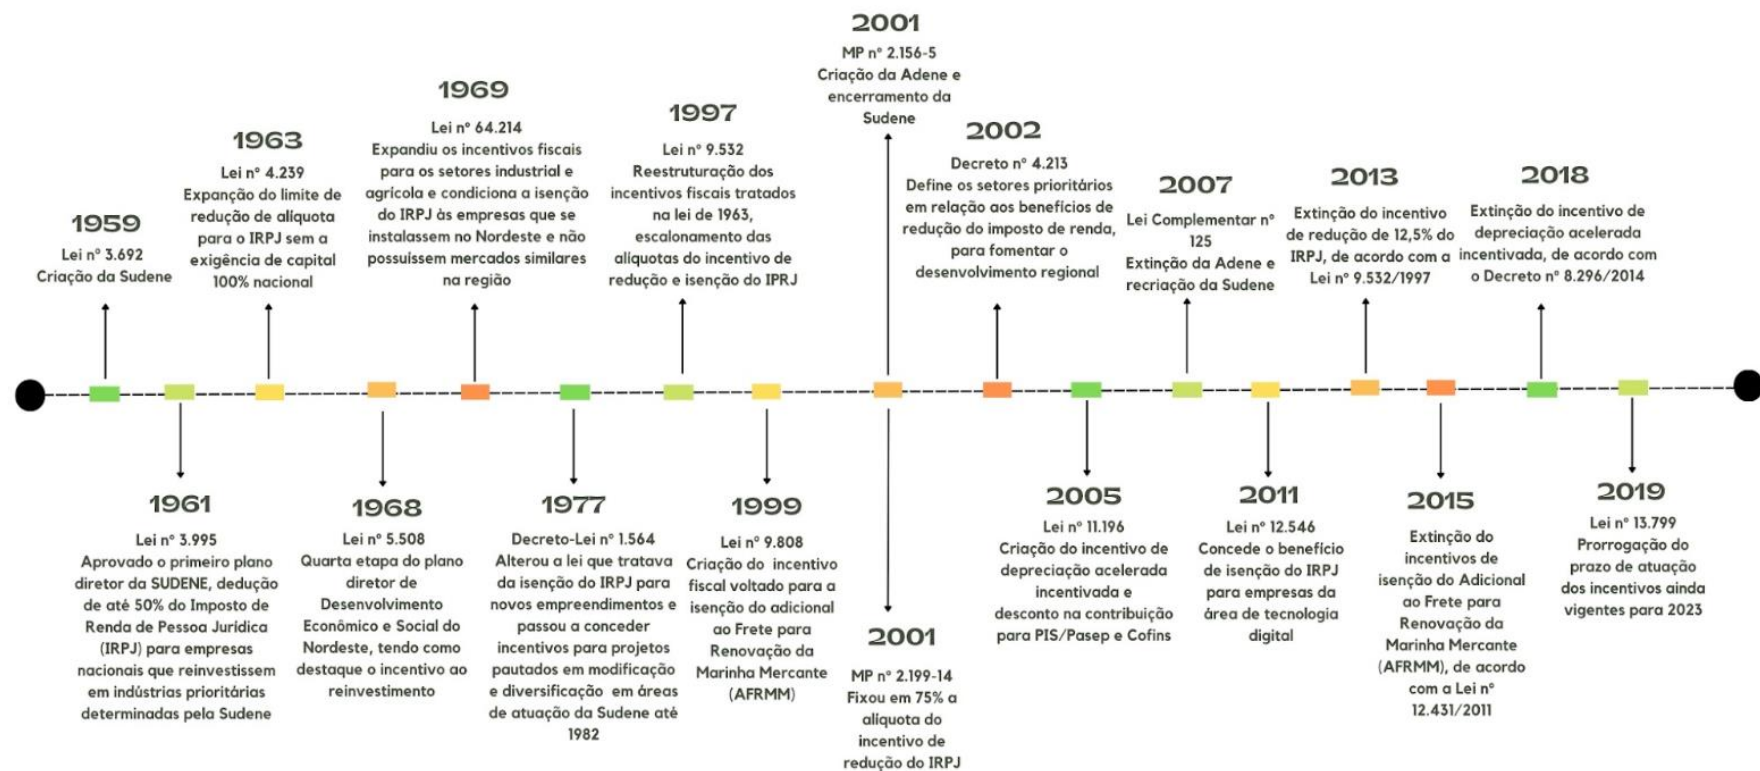 1959
Lei nº 3.692
Criação da Sudene
1961
Lei nº 3.995
Aprovado o primeiro plano
diretor da SUDENE, dedução
de até 50% do Imposto de
Renda de Pessoa Jurídica
(IRPJ) para empresas
nacionais que reinvestissem
em indústrias prioritárias
determinadas pela Sudene
1963
Lei nº 4.239
Expanção do limite de
redução de alíquota
para o IRPJ sem a
exigência de capital
100% nacional
1968
Lei nº 5.508
Quarta etapa do plano
diretor de
Desenvolvimento
Econômico e Social do
Nordeste, tendo como
destaque o incentivo ao
reinvestimento
1969
Lei nº 64.214
Expandiu os incentivos fiscais
para os setores industrial e
agrícola e condiciona a isenção
do IRPJ às empresas que se
instalassem no Nordeste e não
possuíssem mercados similares
na região
1977
Decreto-Lei nº 1.564
Alterou a lei que tratava
da isenção do IRPJ para
novos empreendimentos e
passou a conceder
incentivos para projetos
pautados em modificação
e diversificação em áreas
de atuação da Sudene até
1982
1997
Lei nº 9.532
Reestruturação dos
incentivos fiscais tratados
na lei de 1963,
escalonamento das
alíquotas do incentivo de
redução e isenção do IPRJ
1999
Lei nº 9.808
Criação do incentivo
fiscal voltado para a
isenção do adicional
ao Frete para
Renovação da
Marinha Mercante
(AFRMM)
2001
MP nº 2.156-5
Criação da Adene e
encerramento da
Sudene
2001
MP nº 2.199-14
Fixou em 75% a
alíquota do
incentivo de
redução do IRPJ
2002
Decreto nº 4.213
Define os setores prioritários
em relação aos benefícios de
redução do imposto de renda,
para fomentar o
desenvolvimento regional
2005
Lei nº 11.196
Criação do incentivo de
depreciação acelerada
incentivada e
desconto na contribuição
para PIS/Pasep e Cofins
2007
Lei Complementar nº
125
Extinção da Adene e
recriação da Sudene
2011
Lei nº 12.546
Concede o benefício
de isenção do IRPJ
para empresas da
área de tecnologia
digital
2013
Extinção do incentivo
de redução de 12,5% do
IRPJ, de acordo com a
Lei nº 9.532/1997
2015
Extinção do
incentivos de
isenção do Adicional
ao Frete para
Renovação da
Marinha Mercante
(AFRMM), de acordo
com a Lei nº
12.431/2011
2018
Extinção do incentivo de
depreciação acelerada
incentivada, de acordo com
o Decreto nº 8.296/2014
2019
Lei nº 13.799
Prorrogação do
prazo de atuação
dos incentivos ainda
vigentes para 2023